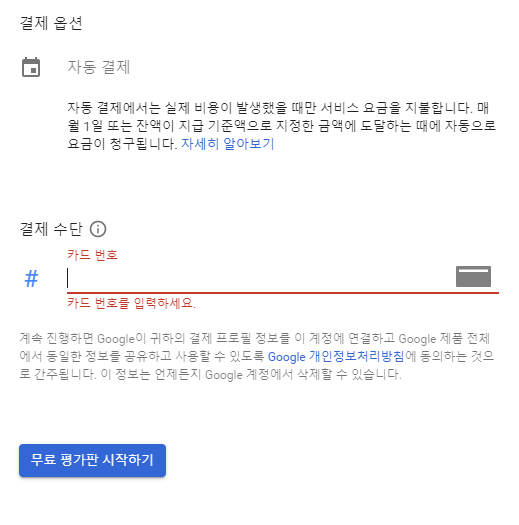 결제 옵션
자동 결제
자동 결제에서는 실제 비용이 발생했을 때만 서비스 요금을 지불합니다. 매
월 1일 또는 잔액이 지급 기준액으로 지정한 금액에 도달하는 때에 자동으로
요금이 청구됩니다. 자세히 알아보기
결제 수단
카드 번호
#
카드 번호를 입력하세요.
계속 진행하면 Google이 귀하의 결제 프로필 정보를 이 계정에 연결하고 Google 제품 전체
에서 동일한 정보를 공유하고 사용할 수 있도록 Google 개인정보처리방침에 동의하는 것으
로 간주됩니다. 이 정보는 언제든지 Google 계정에서 삭제할 수 있습니다.
무료 평가판 시작하기